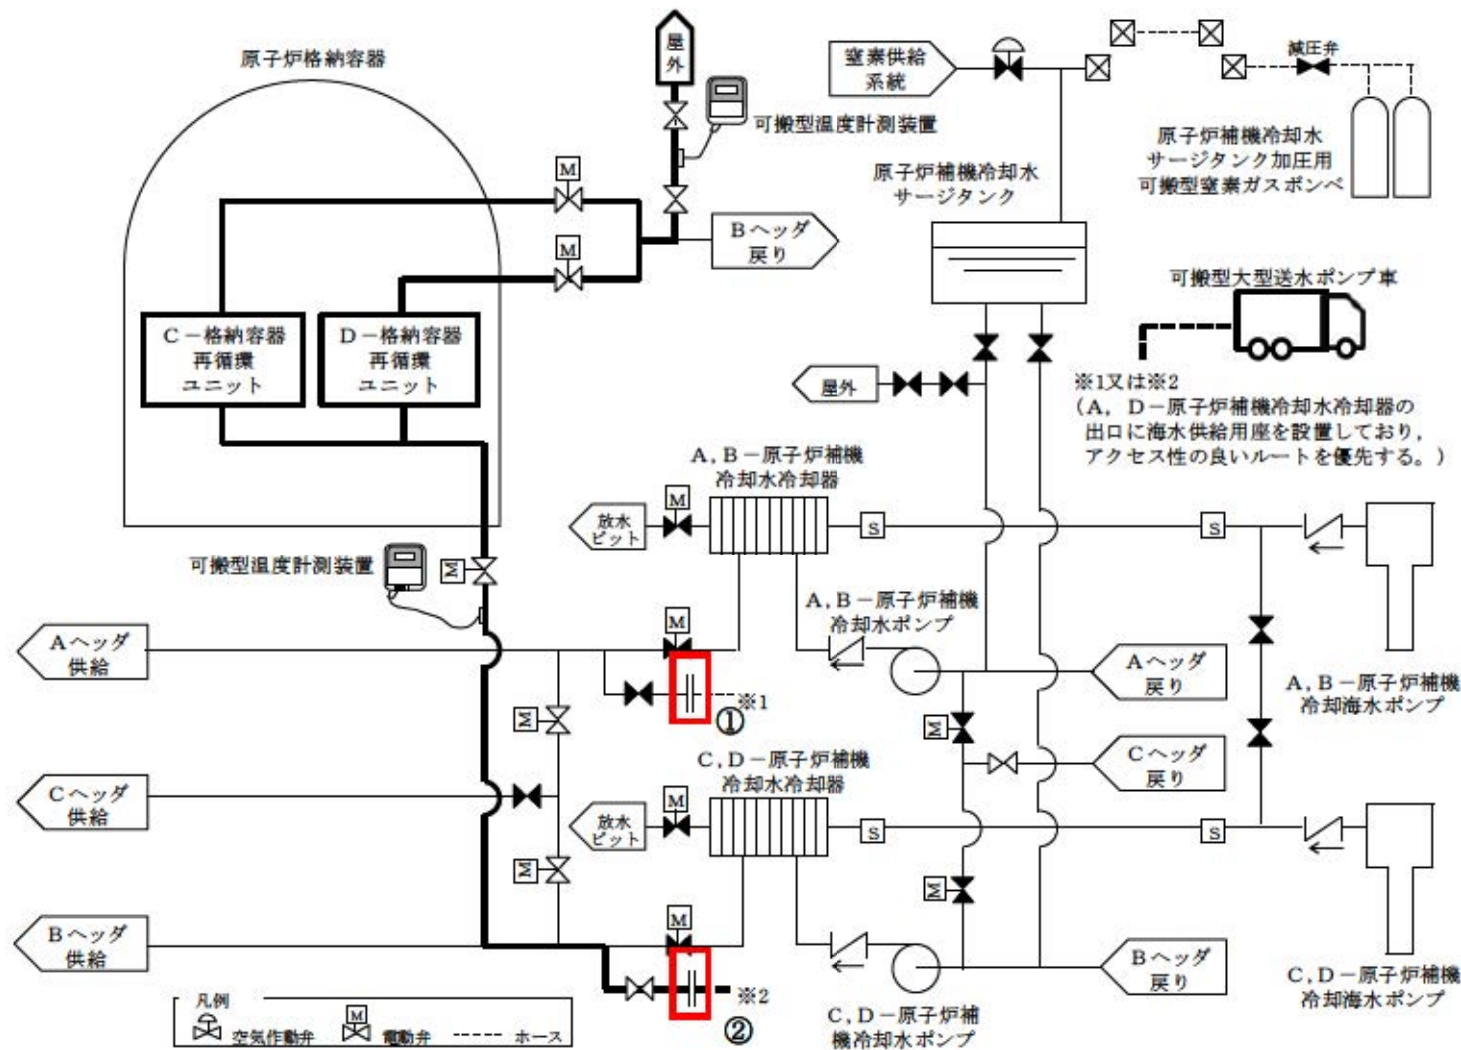 屋
外
原子炉格納容器
可搬型温度計測装置
窒素供給
系統
減圧弁
原子炉補機冷却水
サージタンク加圧用
可搬型窒素ガスボンベ
原子炉補機冷却水
サージタンク
M
M
Bヘッダ
戻り
C－格納容器
再循環
ユニット
D－格納容器
再循環
ユニット
可搬型大型送水ポンプ車
※1又は※2
(A, D－原子炉補機冷却水冷却器の
出口に海水供給用座を設置しており,
アクセス性の良いルートを優先する。)
屋外
A, B－原子炉補機
冷却水冷却器
放水
ピット
M
S
S
可搬型温度計測装置
M
A, B－原子炉補機
冷却水ポンプ
Aヘッダ
供給
M
※1
①
Aヘッダ
戻り
A, B－原子炉補機
冷却海水ポンプ
M
M
Cヘッダ
戻り
C, D－原子炉補機
冷却水冷却器
Cヘッダ
供給
放水
ピット
M
S
S
M
M
Bヘッダ
供給
M
※2
②
Bヘッダ
戻り
C, D－原子炉補
機冷却水ポンプ
C, D－原子炉補機
冷却海水ポンプ
凡例
空気作動弁
M
電動弁
ホース